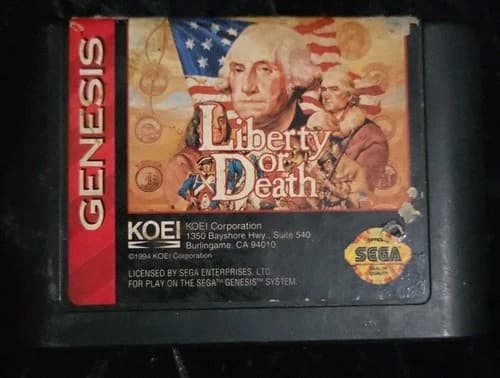 GENESIS
Liberty
or
Death
KOEI
KOEI Corporation
1350 Bayshore Hwy., Suite 540
Burlingame, CA 94010
©1994 KOEI Corporation
LICENSED BY SEGA ENTERPRISES, LTD.
FOR PLAY ON THE SEGA™ GENESIS™ SYSTEM.
SEGA